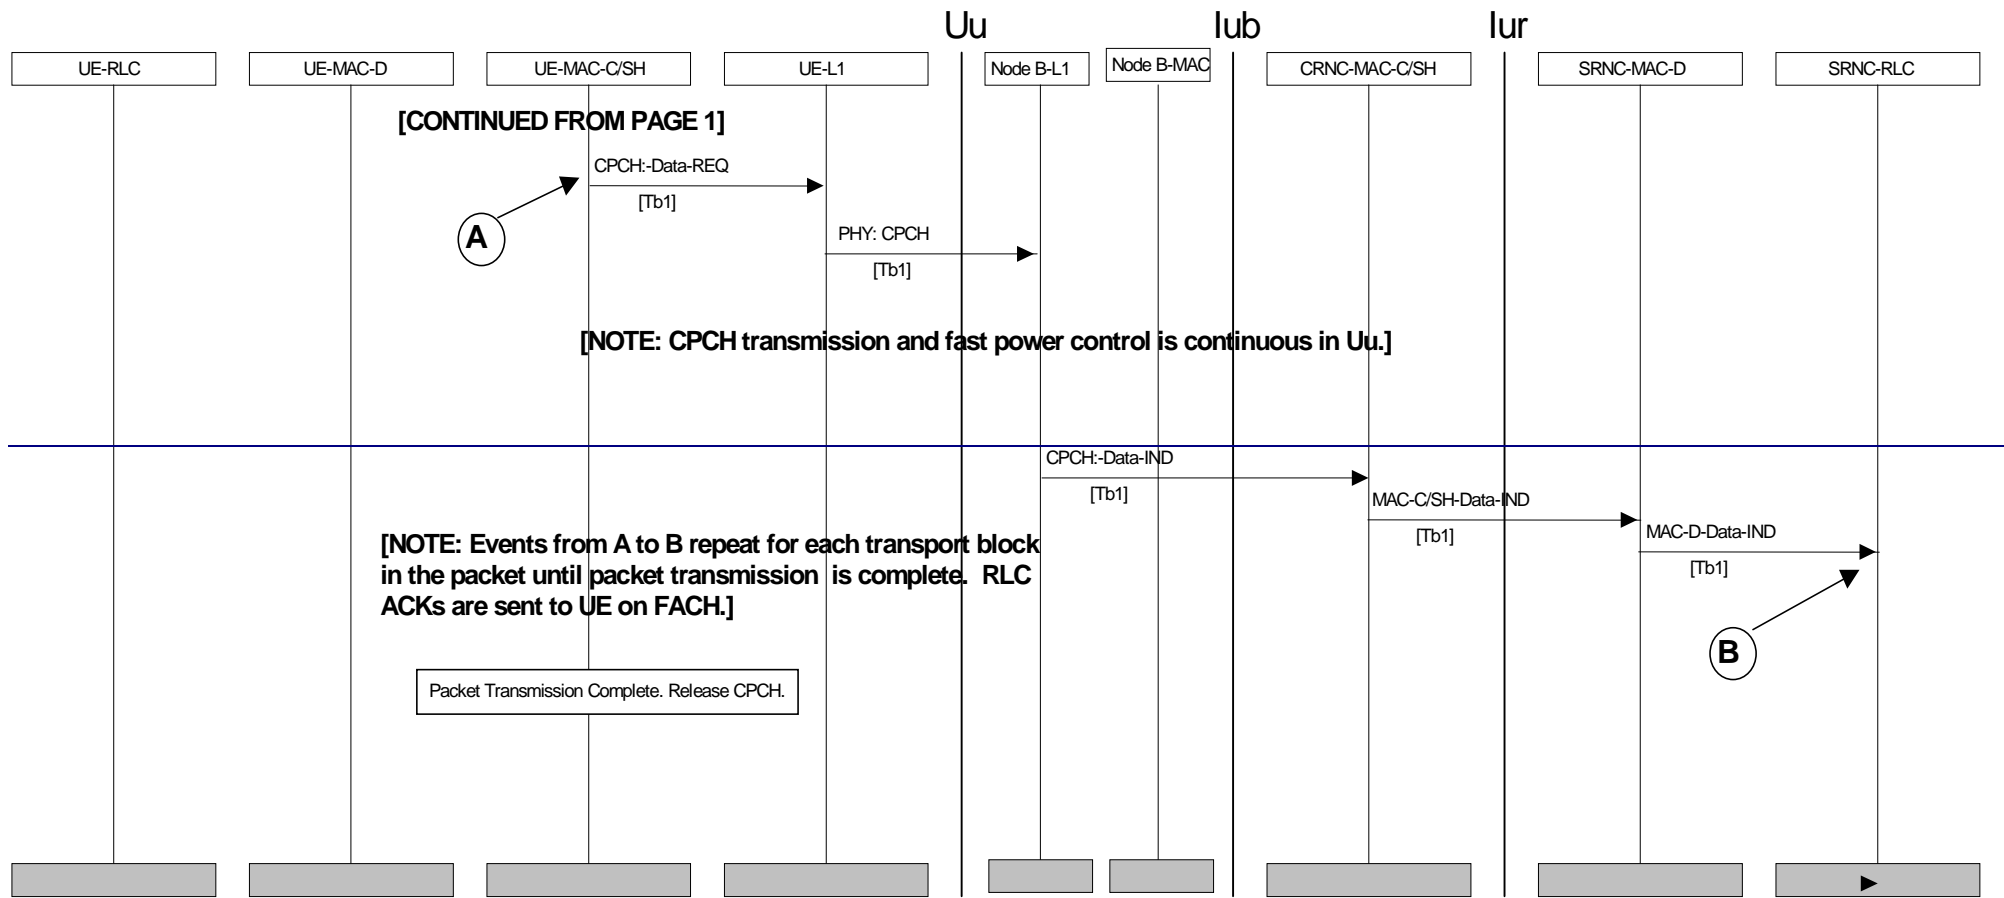 Uu
Iub
Iur
UE-RLC
UE-MAC-D
UE-MAC-C/SH
UE-L1
Node B-L1
Node B-MAC
CRNC-MAC-C/SH
SRNC-MAC-D
SRNC-RLC
[CONTINUED FROM PAGE 1]
CPCH:-Data-REQ
[Tb1]
A
PHY: CPCH
[Tb1]
[NOTE: CPCH transmission and fast power control is continuous in Uu.]
CPCH:-Data-IND
[Tb1]
MAC-C/SH-Data-IND
[Tb1]
MAC-D-Data-IND
[Tb1]
[NOTE: Events from A to B repeat for each transport block
in the packet until packet transmission is complete. RLC
ACKs are sent to UE on FACH.]
B
Packet Transmission Complete. Release CPCH.